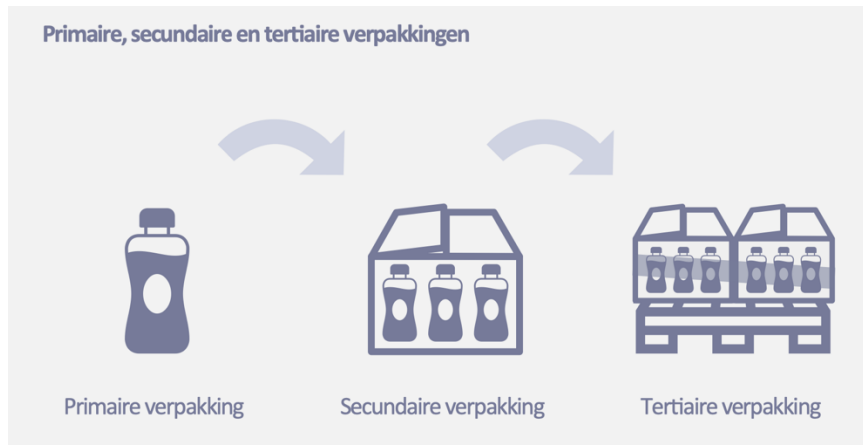 Primaire, secundaire en tertiaire verpakkingen
Primaire verpakking
Secundaire verpakking
Tertiaire verpakking